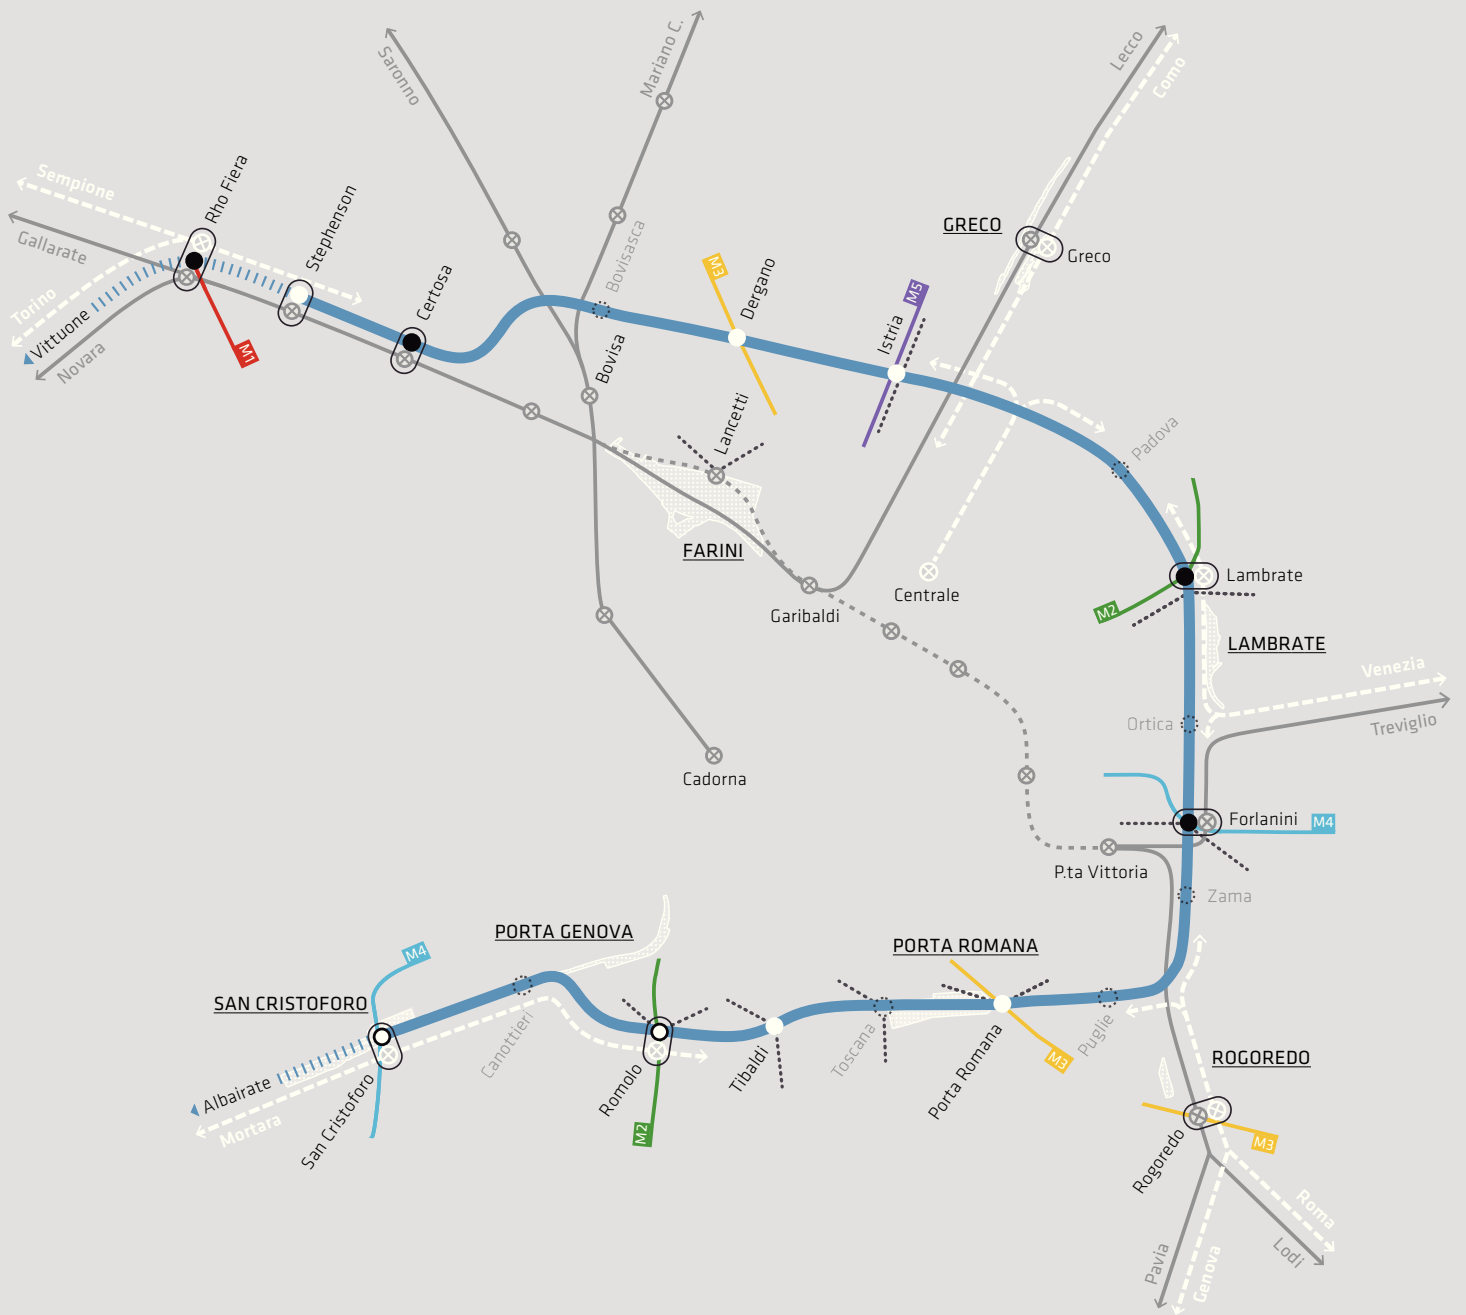 Saronno
Mariano C.
Lecco
Como
Sempione
Rho Fiera
Stephenson
Gallarate
Certosa
Bovisasca
M3
Dergano
GRECO
Greco
Torino
Vittuone
Novara
M1
Bovisa
Istria
M5
Lancetti
Padova
FARINI
Garibaldi
Centrale
M2
Lambrate
LAMBRATE
Venezia
Treviglio
Ortica
Cadorna
Forlanini
M4
P.ta Vittoria
Zama
PORTA GENOVA
PORTA ROMANA
M4
SAN CRISTOFORO
Canottieri
Albairate
Mortara
San Cristoforo
Romolo
M2
Tibaldi
Toscana
Porta Romana
M3
Puglie
ROGOREDO
Rogoredo
M3
Roma
Lodi
Pavia
Genova